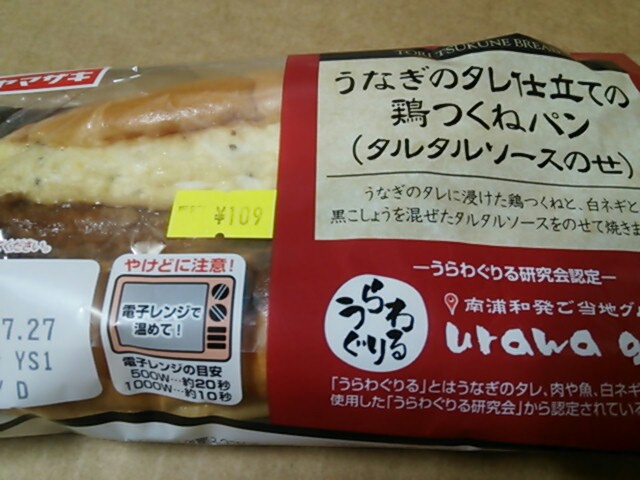 TORI TSUKUNE BREAD
ヤマザキ
うなぎのタレ仕立ての
鶏つくねパン
(タルタルソースのせ)
うなぎのタレに浸けた鶏つくねと、白ネギと
黒こしょうを混ぜたタルタルソースをのせて焼きま
¥109
やけどに注意!
電子レンジで
温めて!
電子レンジの目安
500W…約20秒
1000W…約10秒
7.27
YS1
D
うらわぐりる研究会認定
うらわ
ぐりる
南浦和発ご当地グ
urawa g
「うらわぐりる」とはうなぎのタレ、肉や魚、白ネギ
使用した「うらわぐりる研究会」から認定されている